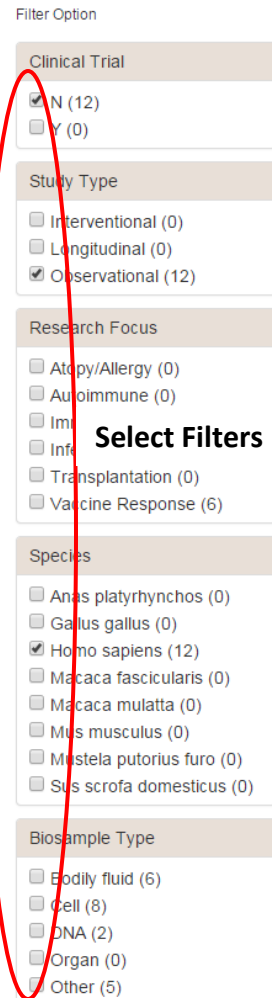 Filter Option
Clinical Trial
N (12)
Y (0)
Study Type
Interventional (0)
Longitudinal (0)
Observational (12)
Research Focus
Atopy/Allergy (0)
Autoimmune (0)
Select Filters
Transplantation (0)
Vaccine Response (6)
Species
Anas platyrhynchos (0)
Gallus gallus (0)
Homo sapiens (12)
Macaca fascicularis (0)
Macaca mulatta (0)
Mus musculus (0)
Mustela putorius furo (0)
Sus scrofa domesticus (0)
Biosample Type
Bodily fluid (6)
Cell (8)
DNA (2)
Organ (0)
Other (5)